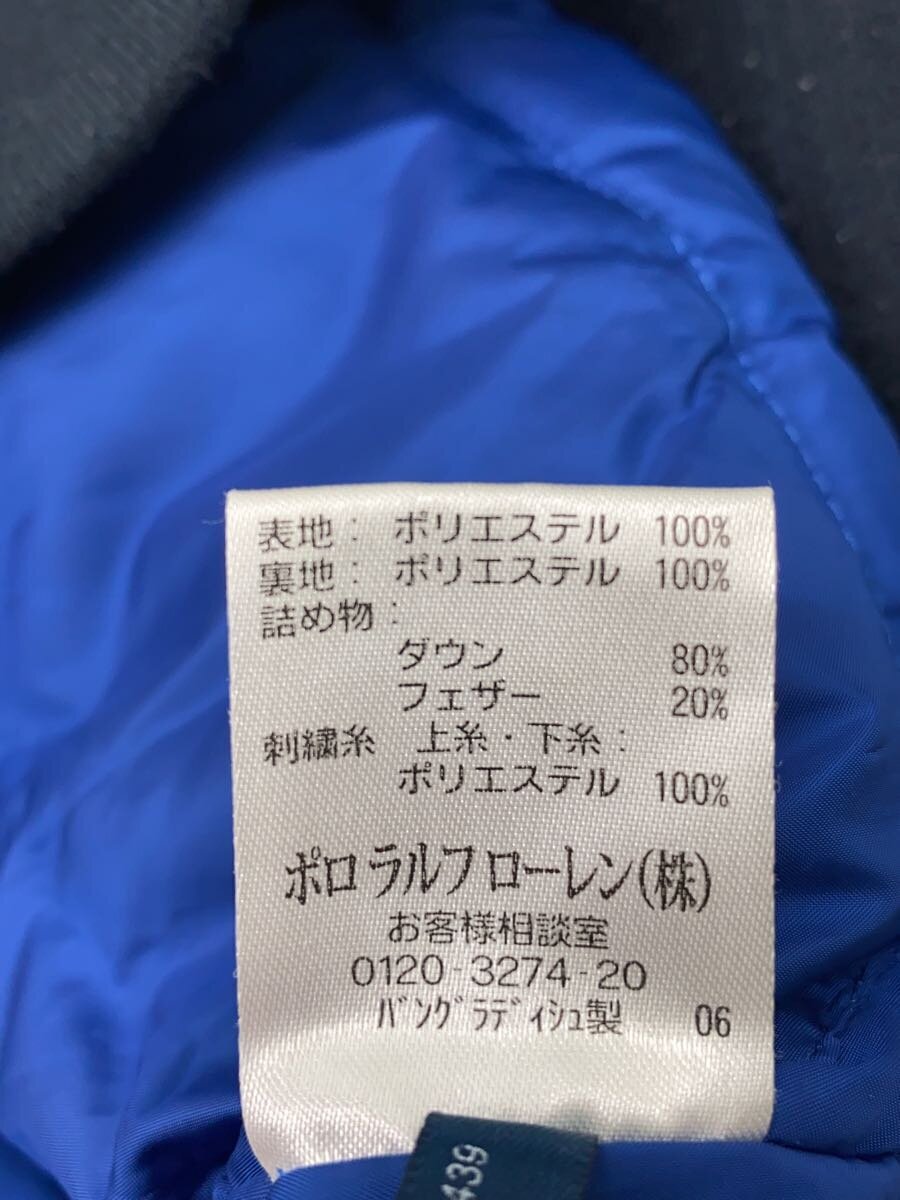 表地: ポリエステル 100%
裏地: ポリエステル 100%
詰め物:
ダウン 80%
フェザー 20%
刺繍糸 上糸・下糸:
ポリエステル 100%
ポロ ラルフ ローレン(株)
お客様相談室
0120-3274-20
ﾊﾞﾝｸﾞﾗﾃﾞｨｼｭ製 06
439